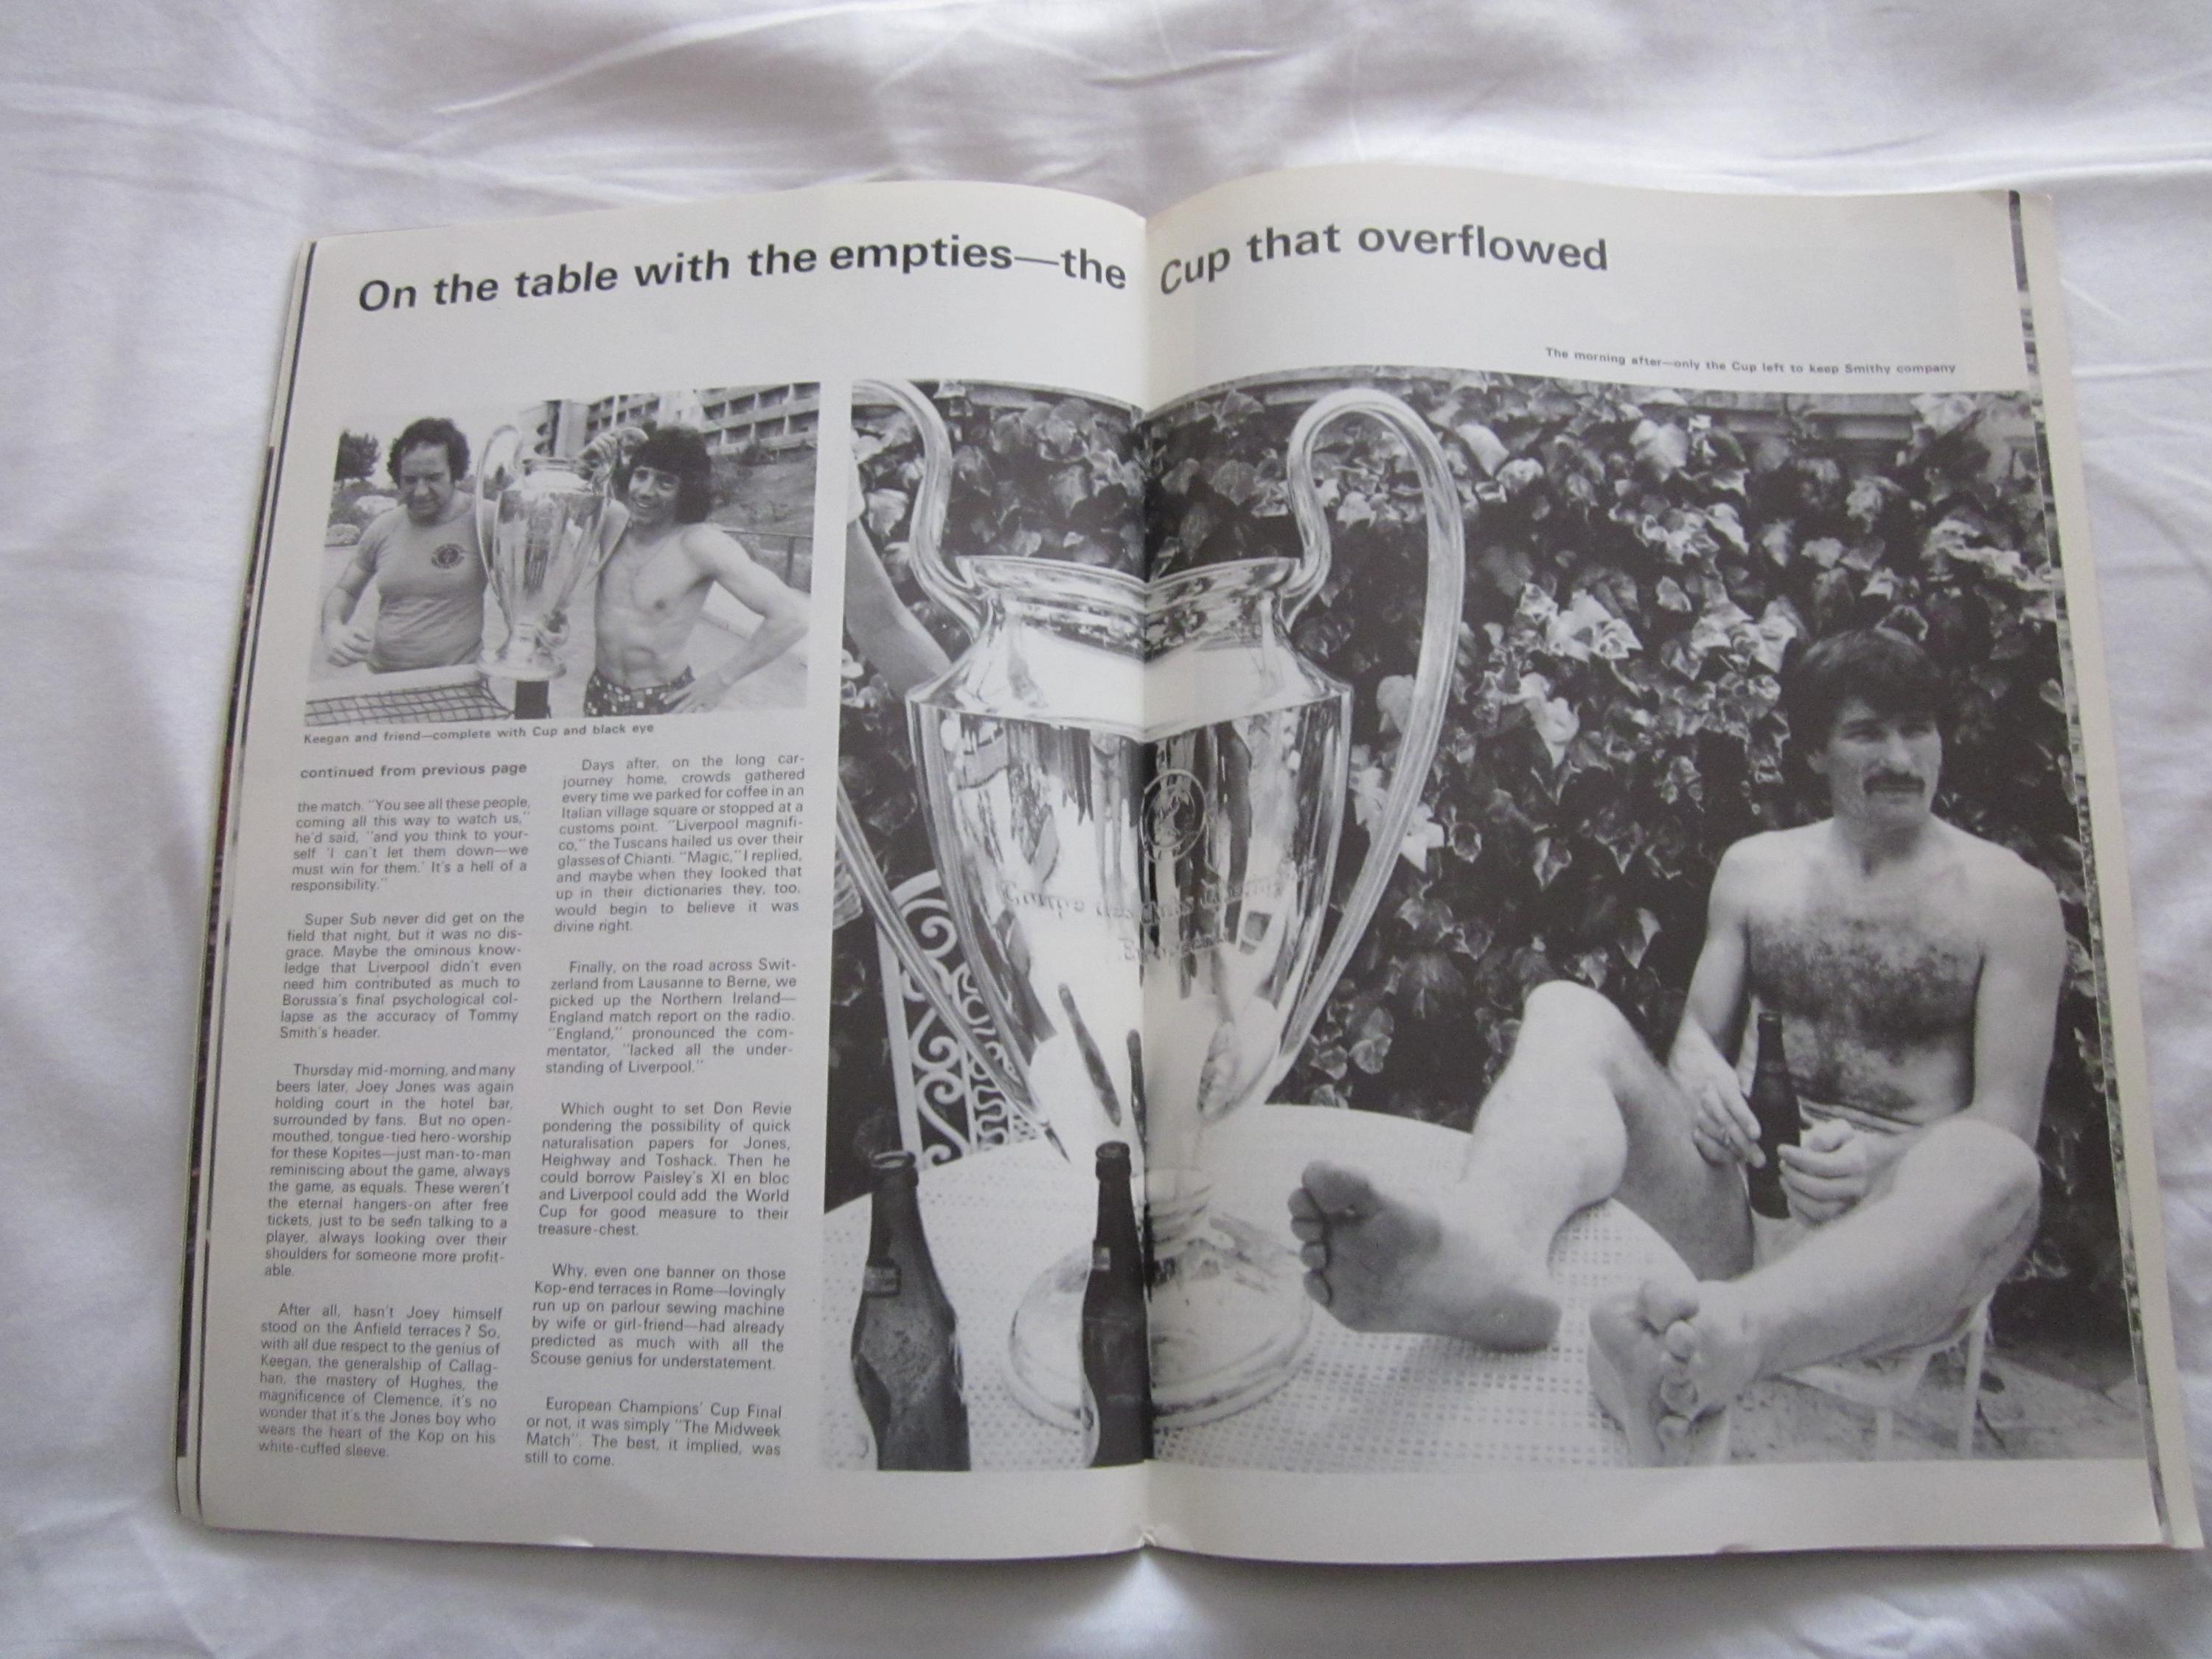 On the table with the empties—the Cup that overflowed
The morning after—only the Cup left to keep Smithy company
Keegan and friend—complete with Cup and black eye
continued from previous page
the match. "You see all these people,
coming all this way to watch us,"
he'd said, "and you think to your-
self 'I can't let them down—we
must win for them.' It's a hell of a
responsibility."
Super Sub never did get on the
field that night, but it was no dis-
grace. Maybe the ominous know-
ledge that Liverpool didn't even
need him contributed as much to
Borussia's final psychological col-
lapse as the accuracy of Tommy
Smith's header.
Thursday mid-morning, and many
beers later, Joey Jones was again
holding court in the hotel bar,
surrounded by fans. But no open-
mouthed, tongue-tied hero-worship
for these Kopites—just man-to-man
reminiscing about the game, always
the game, as equals. These weren't
the eternal hangers-on after free
tickets, just to be seen talking to a
player, always looking over their
shoulders for someone more profit-
able.
After all, hasn't Joey himself
stood on the Anfield terraces? So,
with all due respect to the genius of
Keegan, the generalship of Callag-
han, the mastery of Hughes, the
magnificence of Clemence, it's no
wonder that it's the Jones boy who
wears the heart of the Kop on his
white-cuffed sleeve.
Days after, on the long car-
journey home, crowds gathered
every time we parked for coffee in an
Italian village square or stopped at a
customs point. "Liverpool magnifi-
co," the Tuscans hailed us over their
glasses of Chianti. "Magic," I replied,
and maybe when they looked that
up in their dictionaries they, too,
would begin to believe it was
divine right.
Finally, on the road across Swit-
zerland from Lausanne to Berne, we
picked up the Northern Ireland—
England match report on the radio.
"England," pronounced the com-
mentator, "lacked all the under-
standing of Liverpool."
Which ought to set Don Revie
pondering the possibility of quick
naturalisation papers for Jones,
Heighway and Toshack. Then he
could borrow Paisley's XI en bloc
and Liverpool could add the World
Cup for good measure to their
treasure-chest.
Why, even one banner on those
Kop-end terraces in Rome—lovingly
run up on parlour sewing machine
by wife or girl-friend—had already
predicted as much with all the
Scouse genius for understatement.
European Champions' Cup Final
or not, it was simply "The Midweek
Match". The best, it implied, was
still to come.